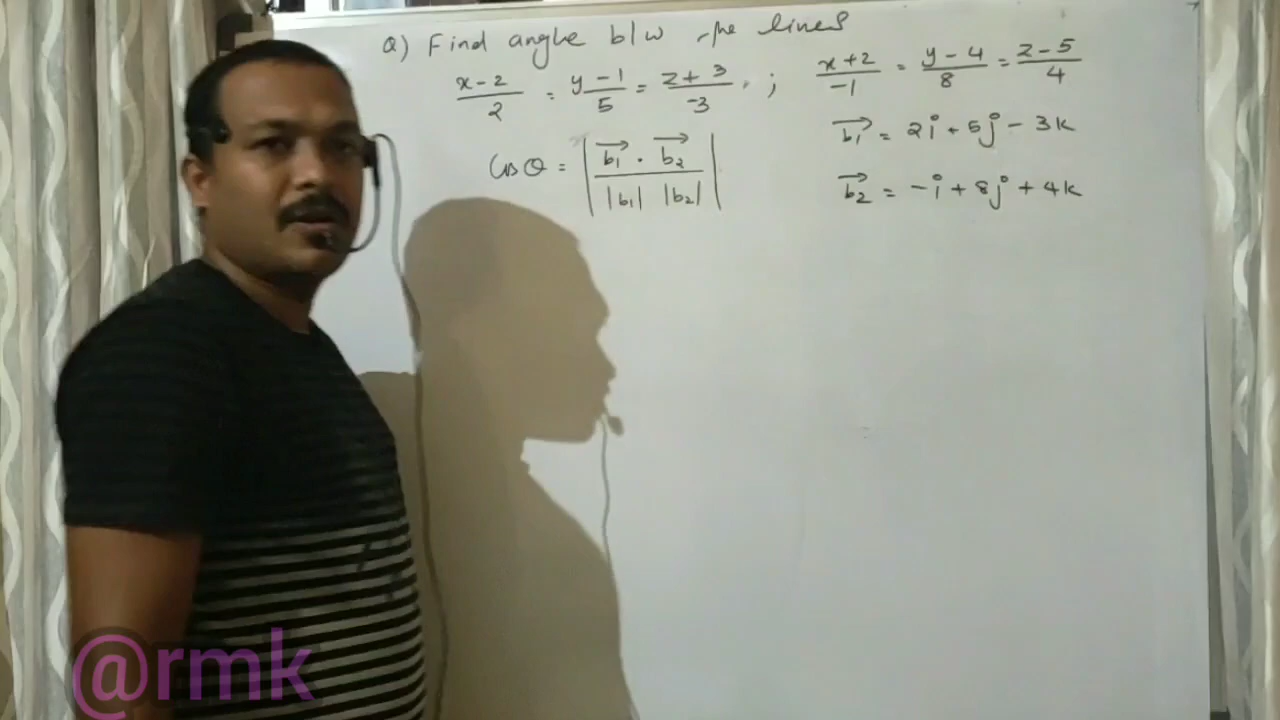 Q) Find angle b/w the lines
x-2/2 = y-1/5 = z+3/-3 ; x+2/-1 = y-4/8 = z-5/4
b₁ = 2i + 5j - 3k
Cos θ = | b₁ . b₂ / |b₁| |b₂| |
b₂ = -i + 8j + 4k
@rmk